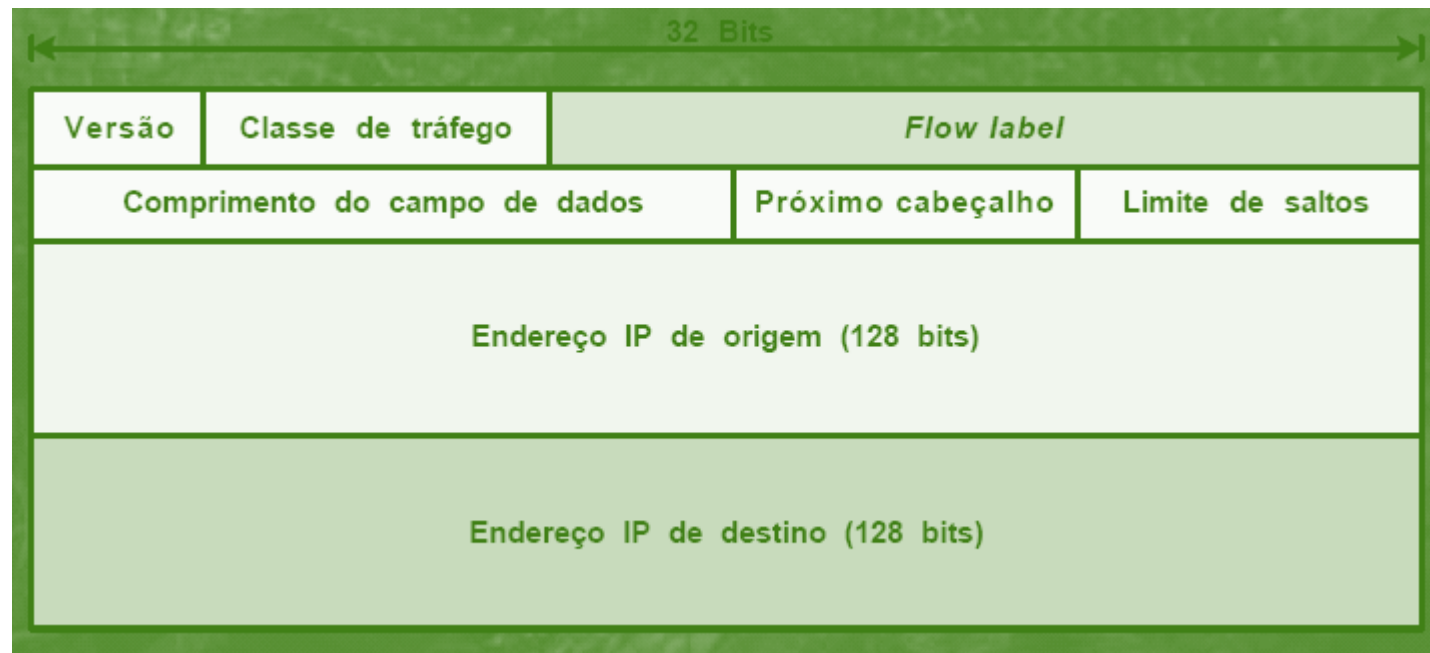 32 Bits
Versão Classe de tráfego Flow label
Comprimento do campo de dados Próximo cabeçalho Limite de saltos
Endereço IP de origem (128 bits)
Endereço IP de destino (128 bits)